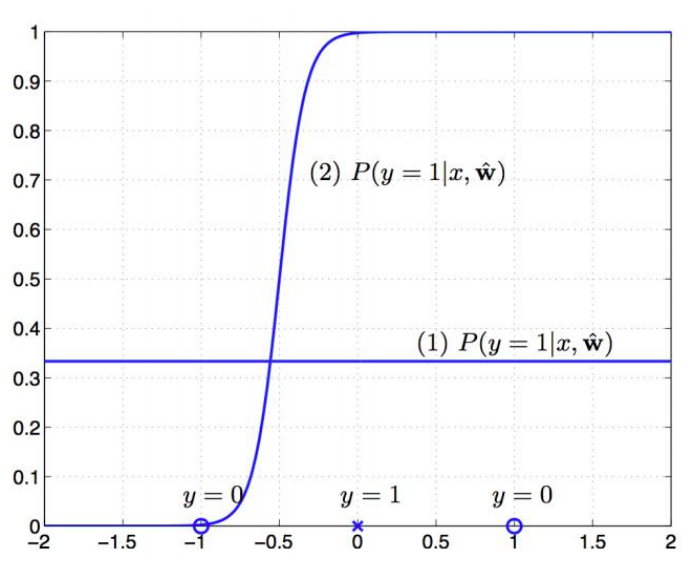 1
0.9
0.8
(2) P(y = 1|x, ŵ)
0.7
0.6
0.5
0.4
(1) P(y = 1|x, ŵ)
0.3
0.2
0.1
y = 0 y = 1 y = 0
0
−2 −1.5 −1 −0.5 0 0.5 1 1.5 2